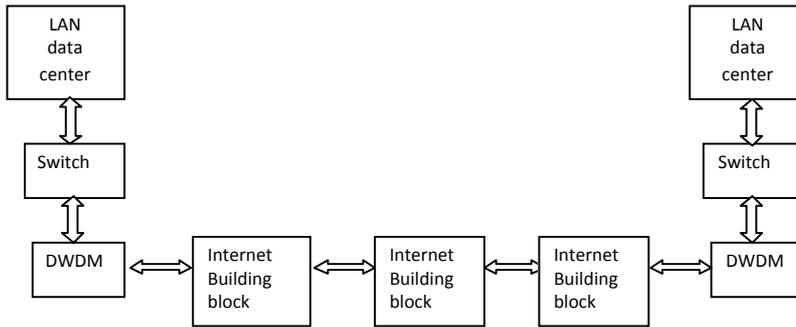 LAN
data
center
LAN
data
center
Switch
Switch
DWDM
Internet
Building
block
Internet
Building
block
Internet
Building
block
DWDM